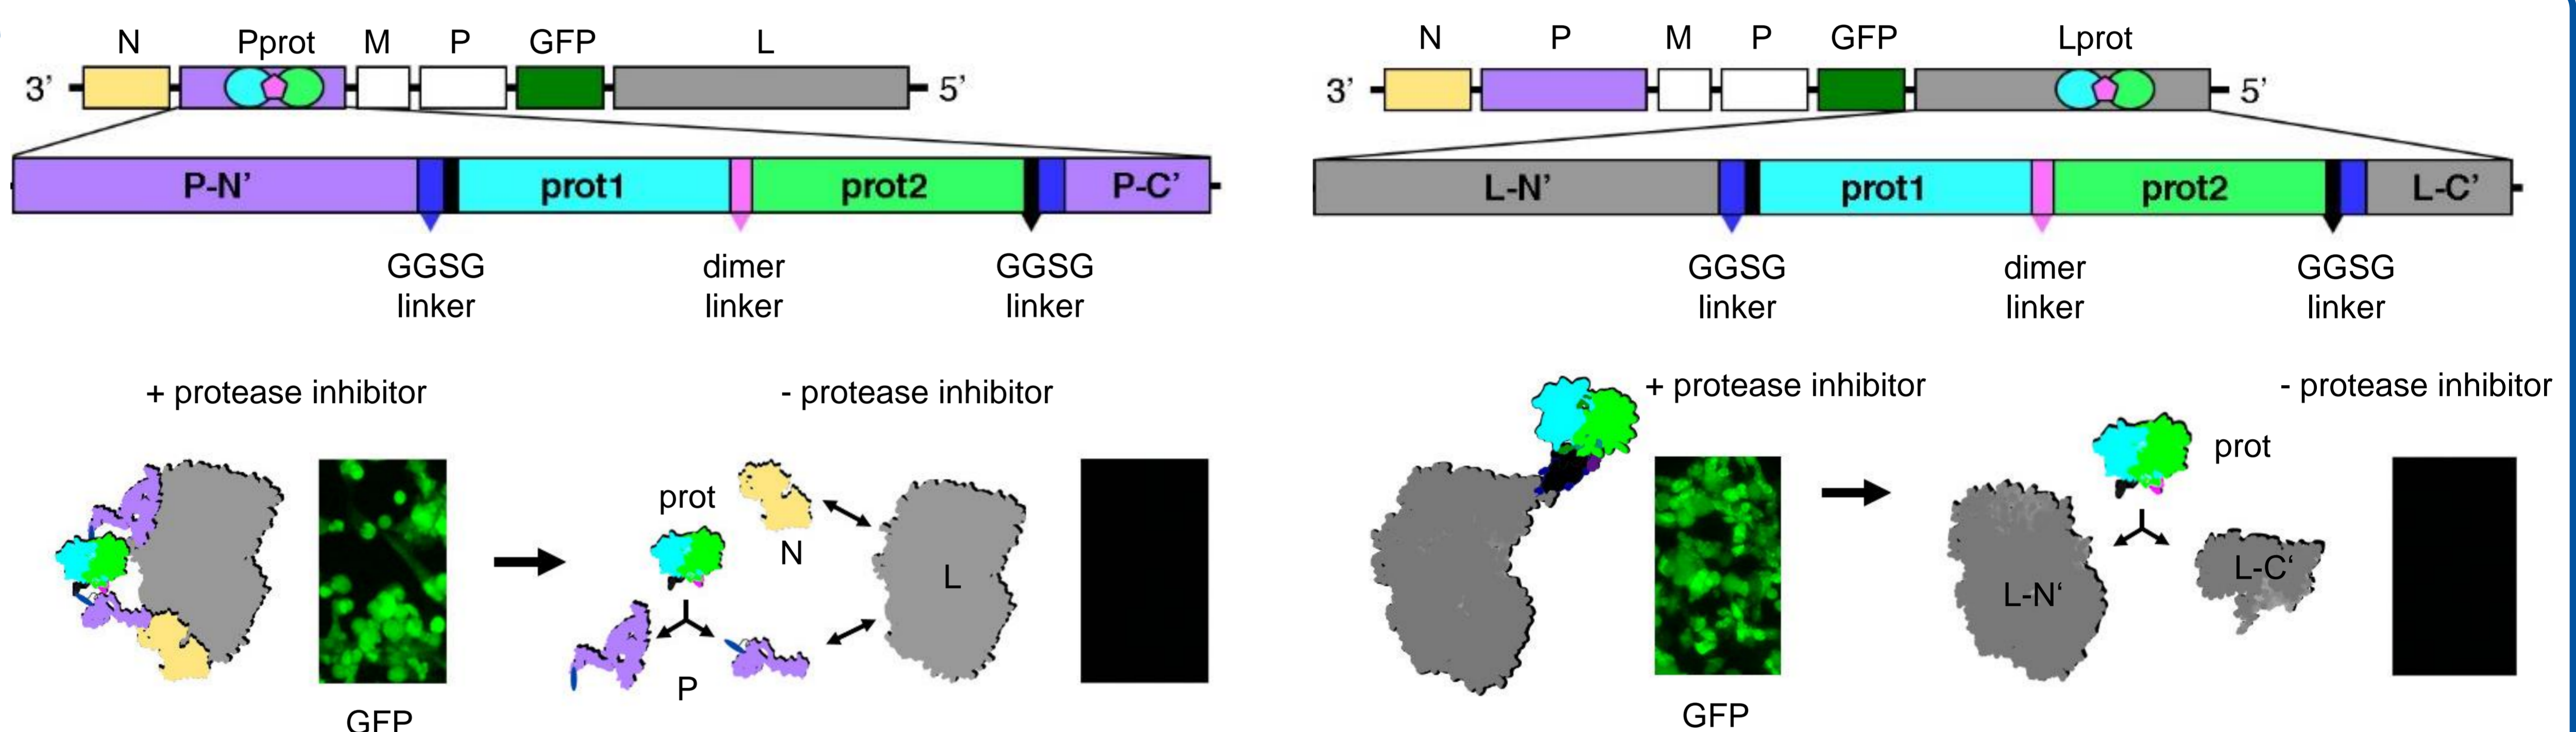 N Pprot M P GFP L
3’ 5’
P-N’ prot1 prot2 P-C’
GGSG linker
dimer linker
GGSG linker
+ protease inhibitor
- protease inhibitor
prot
N
L
P
GFP
N P M P GFP Lprot
3’ 5’
L-N’ prot1 prot2 L-C’
GGSG linker
dimer linker
GGSG linker
+ protease inhibitor
- protease inhibitor
prot
L-N‘
L-C‘
GFP